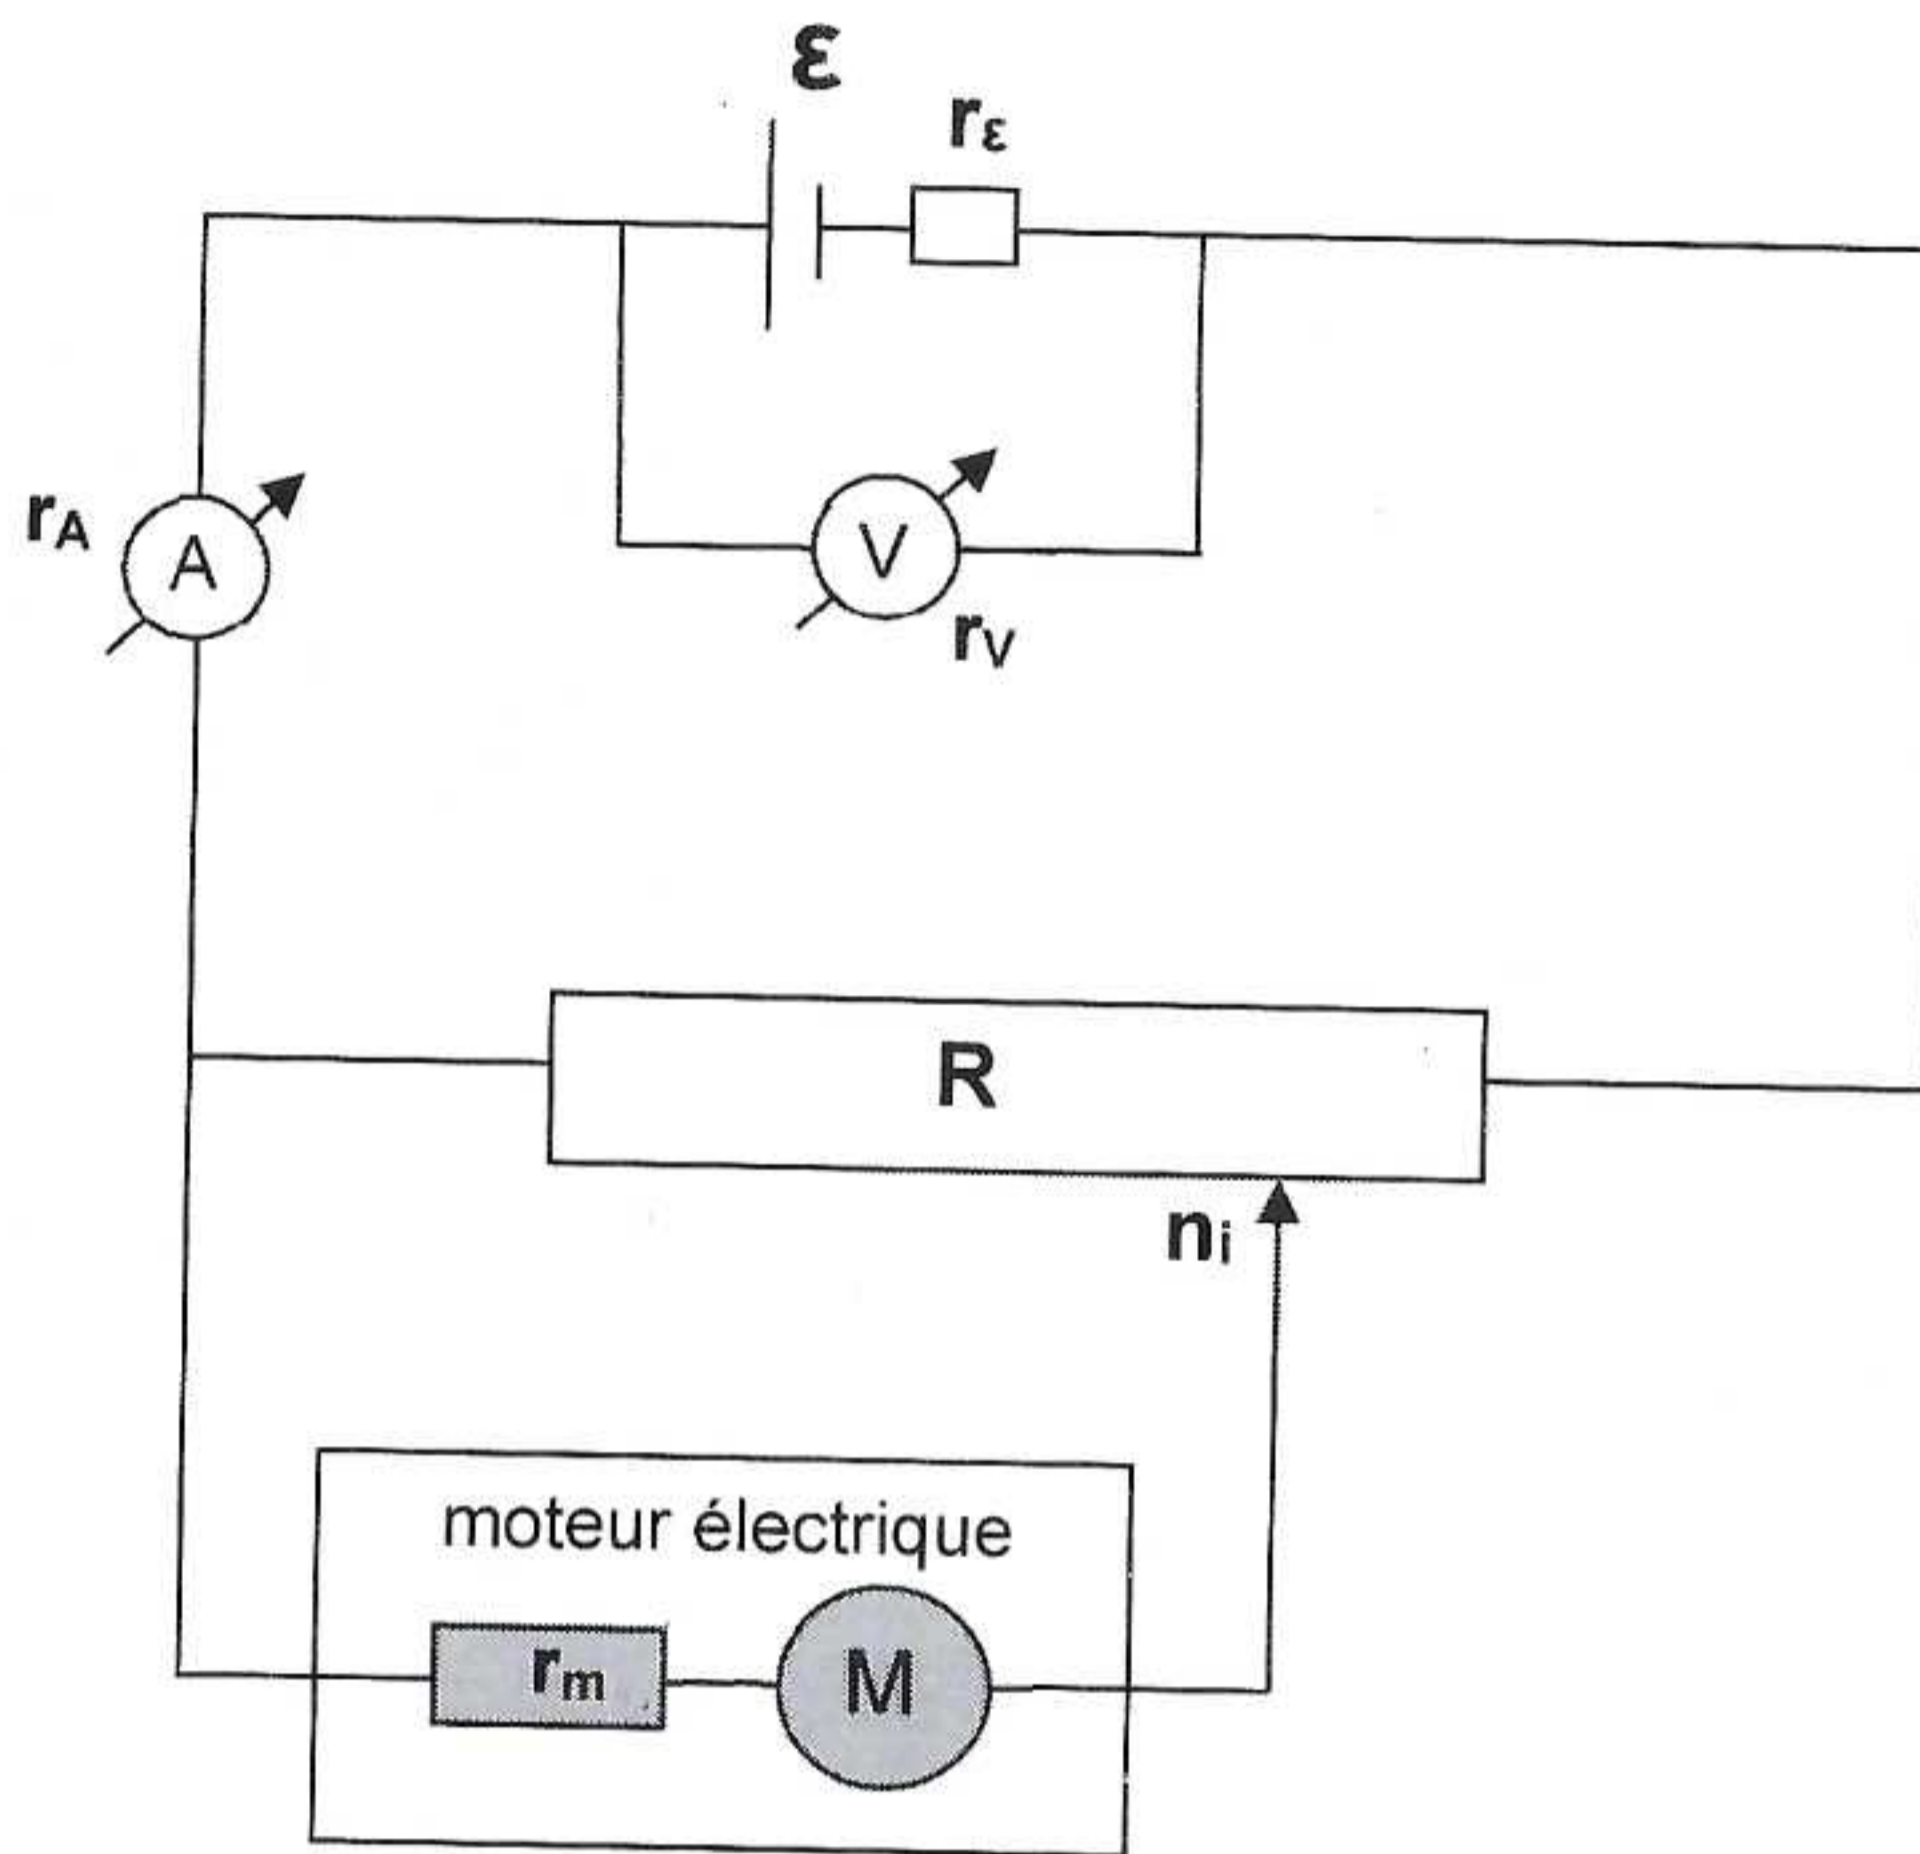 ε
rε
rA
A
V
rV
R
ni
moteur électrique
rm
M